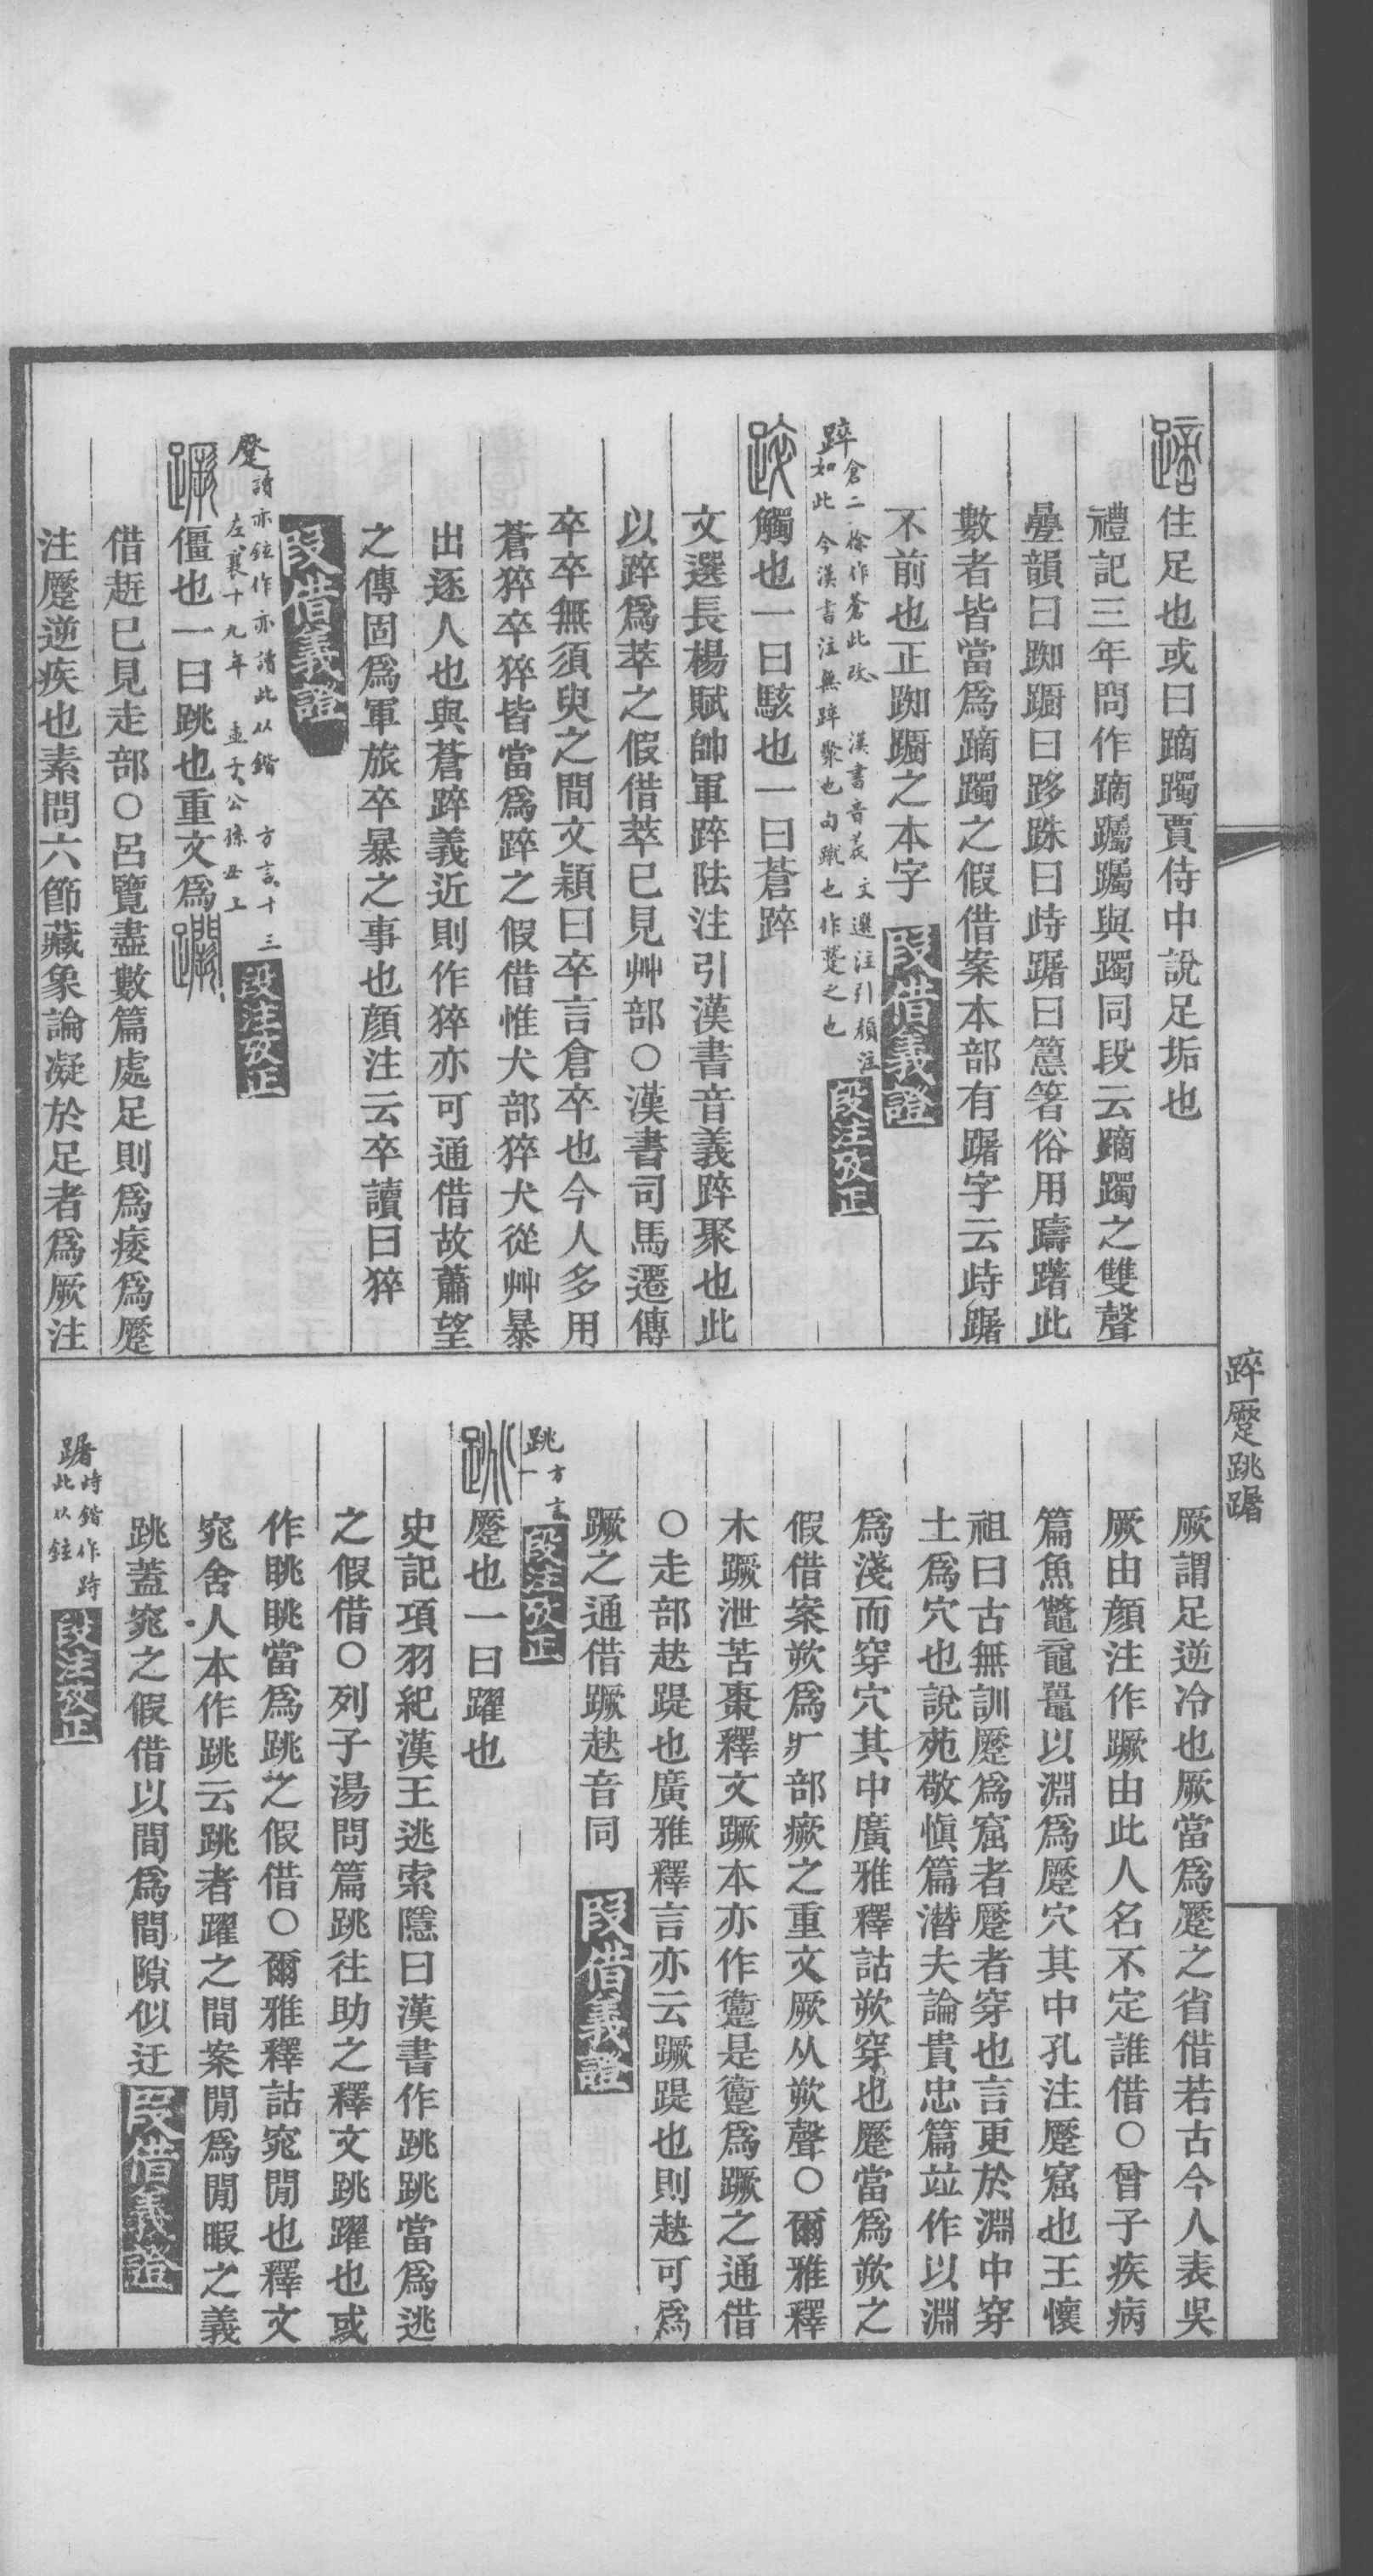 蹢住足也或曰蹢躅賈侍中說足垢也
禮記三年問作蹢躅躅與躅同段云蹢躅之雙聲
曡韻曰踟躕曰跢跦曰歭踞曰篅箸俗用躊躇此
數者皆當爲蹢躅之假借案本部有踞字云歭踞
不前也正踟躕之本字 段借義證
踤倉二徐作蒼此改 漢書音義文選注引顏注
如此今漢書注無踤聚也句蹴也作蹵之也 段注攷正
踤觸也一曰駭也一曰蒼踤
文選長楊賦帥軍踤阹注引漢書音義踤聚也此
以踤爲萃之假借萃已見艸部○漢書司馬遷傳
卒卒無須臾之間文穎曰卒言倉卒也今人多用
蒼猝卒猝皆當爲踤之假借惟犬部猝犬從艸暴
出逐人也與蒼踤義近則作猝亦可通借故蕭望
之傳固爲軍旅卒暴之事也顏注云卒讀曰猝
段借義證
蹷讀亦鉉作亦讀此从鍇 方言十三
左襄十九年 孟子公孫丑上 段注攷正
蹶僵也一曰跳也重文爲蹷
借趏已見走部○呂覽盡數篇處足則爲痿爲蹷
注蹷逆疾也素問六節藏象論凝於足者爲厥注
踤蹷跳踞
厥謂足逆冷也厥當爲蹷之省借若古今人表吳
厥由顏注作蹶由此人名不定誰借○曾子疾病
篇魚鼈黿鼉以淵爲蹷穴其中孔注蹷窟也王懷
祖曰古無訓蹷爲窟者蹷者穿也言更於淵中穿
土爲穴也說苑敬愼篇潛夫論貴忠篇竝作以淵
爲淺而穿穴其中廣雅釋詁欮穿也蹷當爲欮之
假借案欮爲疒部瘚之重文厥从欮聲○爾雅釋
木蹶泄苦棗釋文蹶本亦作蹷是蹷爲蹶之通借
○走部赽踶也廣雅釋言亦云蹶踶也則赽可爲
蹶之通借蹶赽音同 段借義證
跳方言一 段注攷正
跳蹷也一曰躍也
史記項羽紀漢王逃索隱曰漢書作跳跳當爲逃
之假借○列子湯問篇跳往助之釋文跳躍也或
作眺眺當爲跳之假借○爾雅釋詁窕閒也釋文
窕舍人本作跳云跳者躍之間案閒爲閒暇之義
跳蓋窕之假借以間爲間隙似迂 段借義證
踞歭鍇作跱
此以鉉 段注攷正